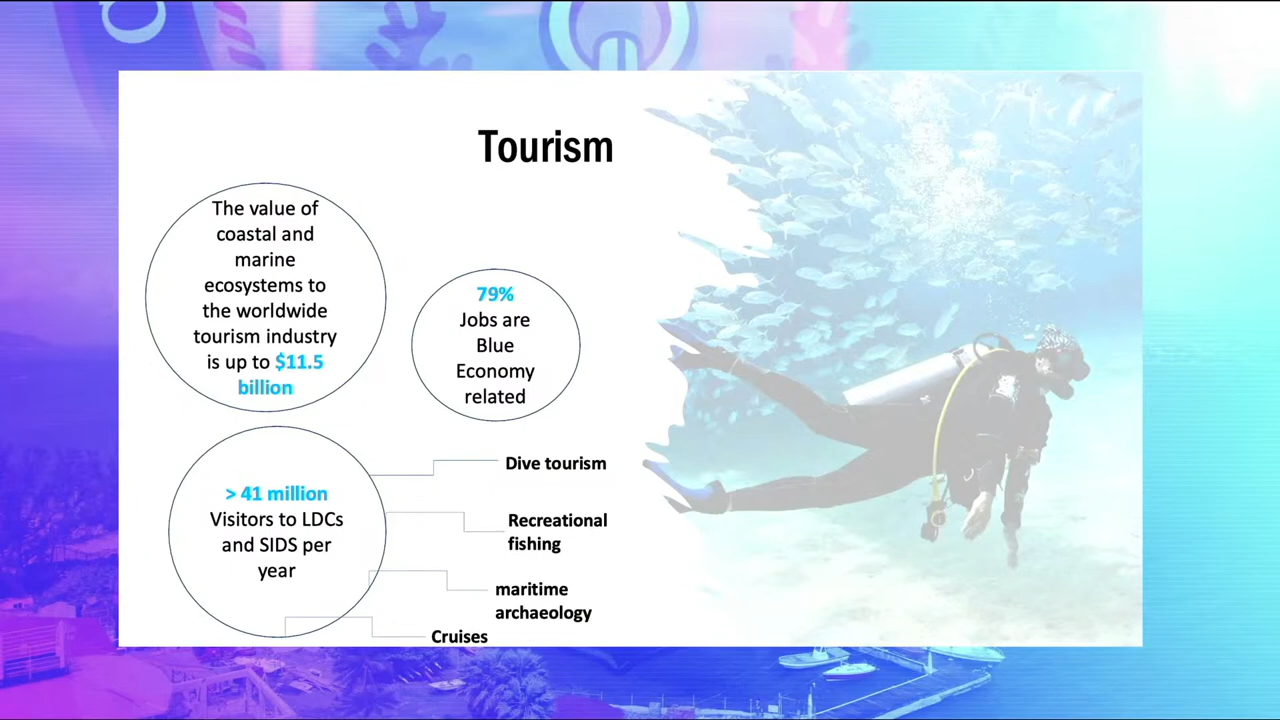 Tourism
The value of
coastal and
marine
ecosystems to
the worldwide
tourism industry
is up to $11.5
billion
79%
Jobs are
Blue
Economy
related
> 41 million
Visitors to LDCs
and SIDS per
year
Dive tourism
Recreational
fishing
maritime
archaeology
Cruises